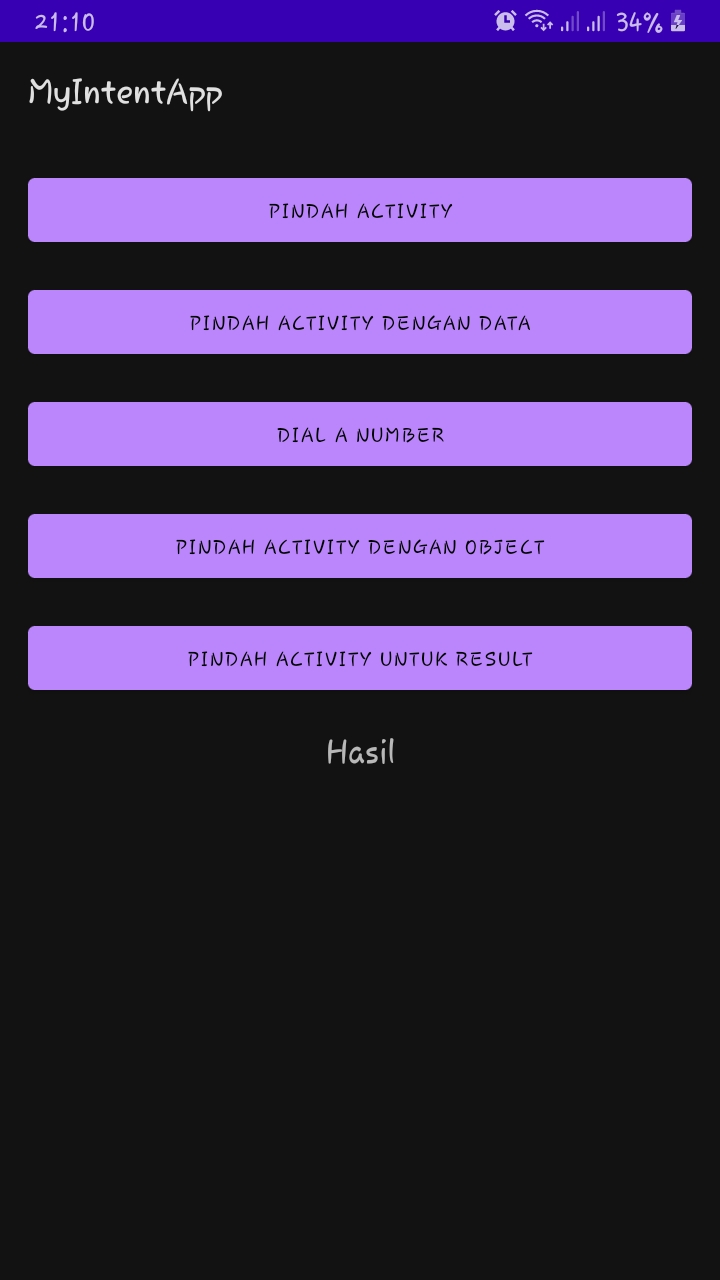 21:10 34%
MyIntentApp
PINDAH ACTIVITY
PINDAH ACTIVITY DENGAN DATA
DIAL A NUMBER
PINDAH ACTIVITY DENGAN OBJECT
PINDAH ACTIVITY UNTUK RESULT
Hasil